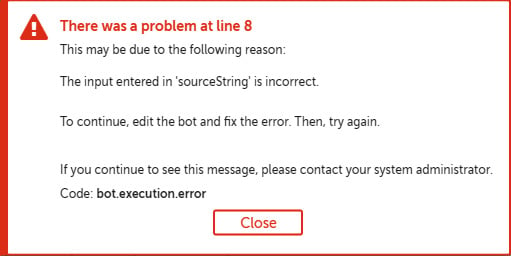 There was a problem at line 8
This may be due to the following reason:
The input entered in 'sourceString' is incorrect.
To continue, edit the bot and fix the error. Then, try again.
If you continue to see this message, please contact your system administrator.
Code: bot.execution.error
Close